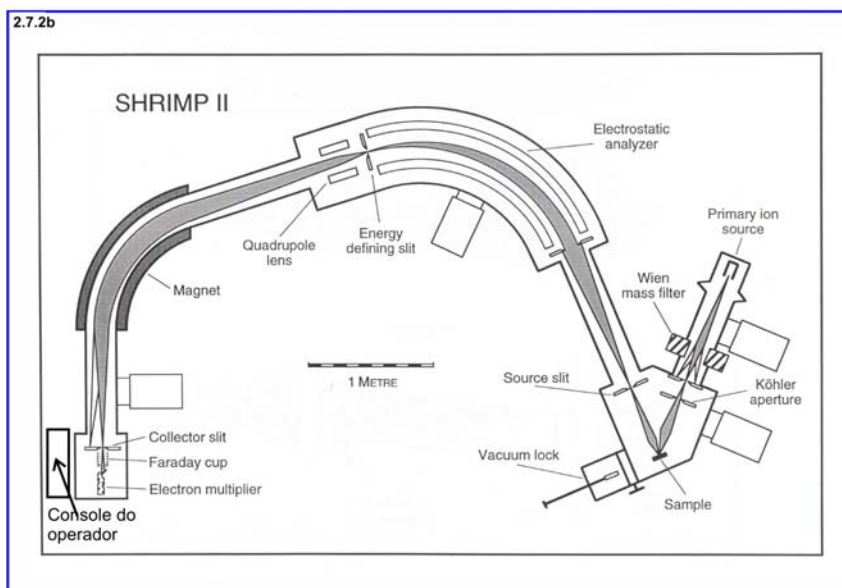 2.7.2b
SHRIMP II
Electrostatic
analyzer
Primary ion
source
Quadrupole
lens
Energy
defining slit
Wien
mass filter
Magnet
1 METRE
Source slit
Köhler
aperture
Collector slit
Vacuum lock
Faraday cup
Electron multiplier
Sample
Console do
operador